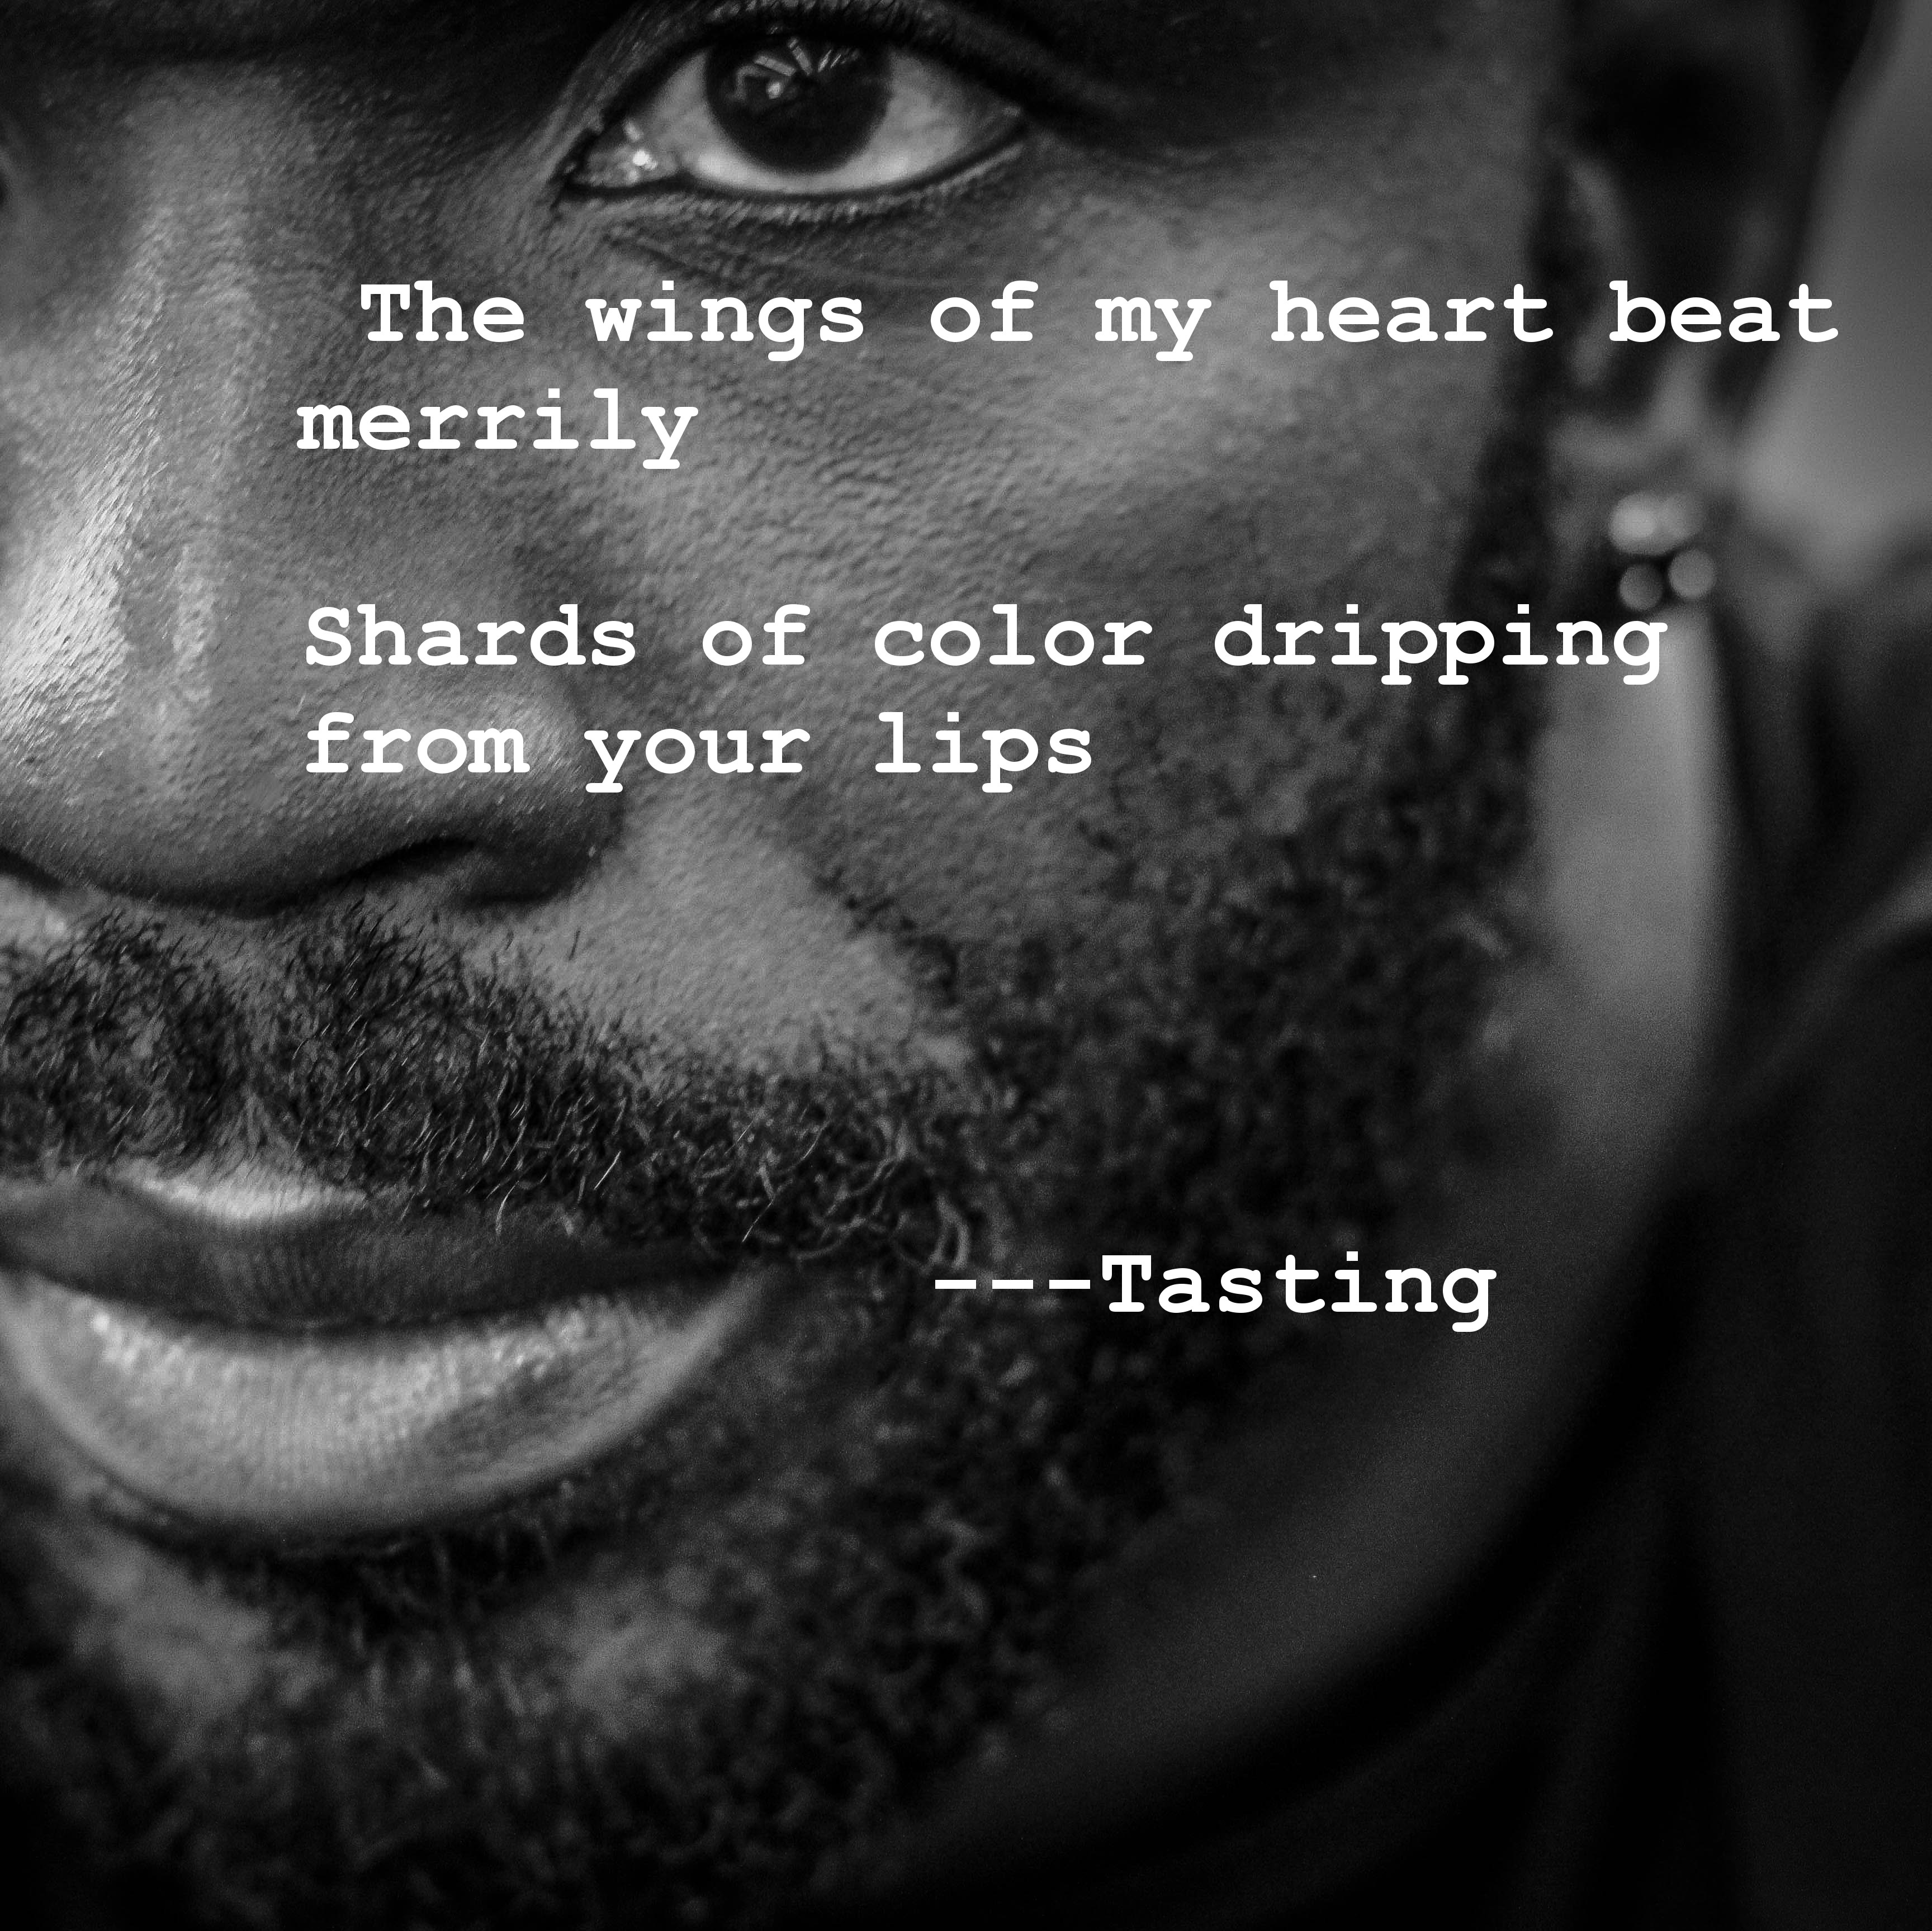 The wings of my heart beat
merrily
Shards of color dripping
from your lips
---Tasting